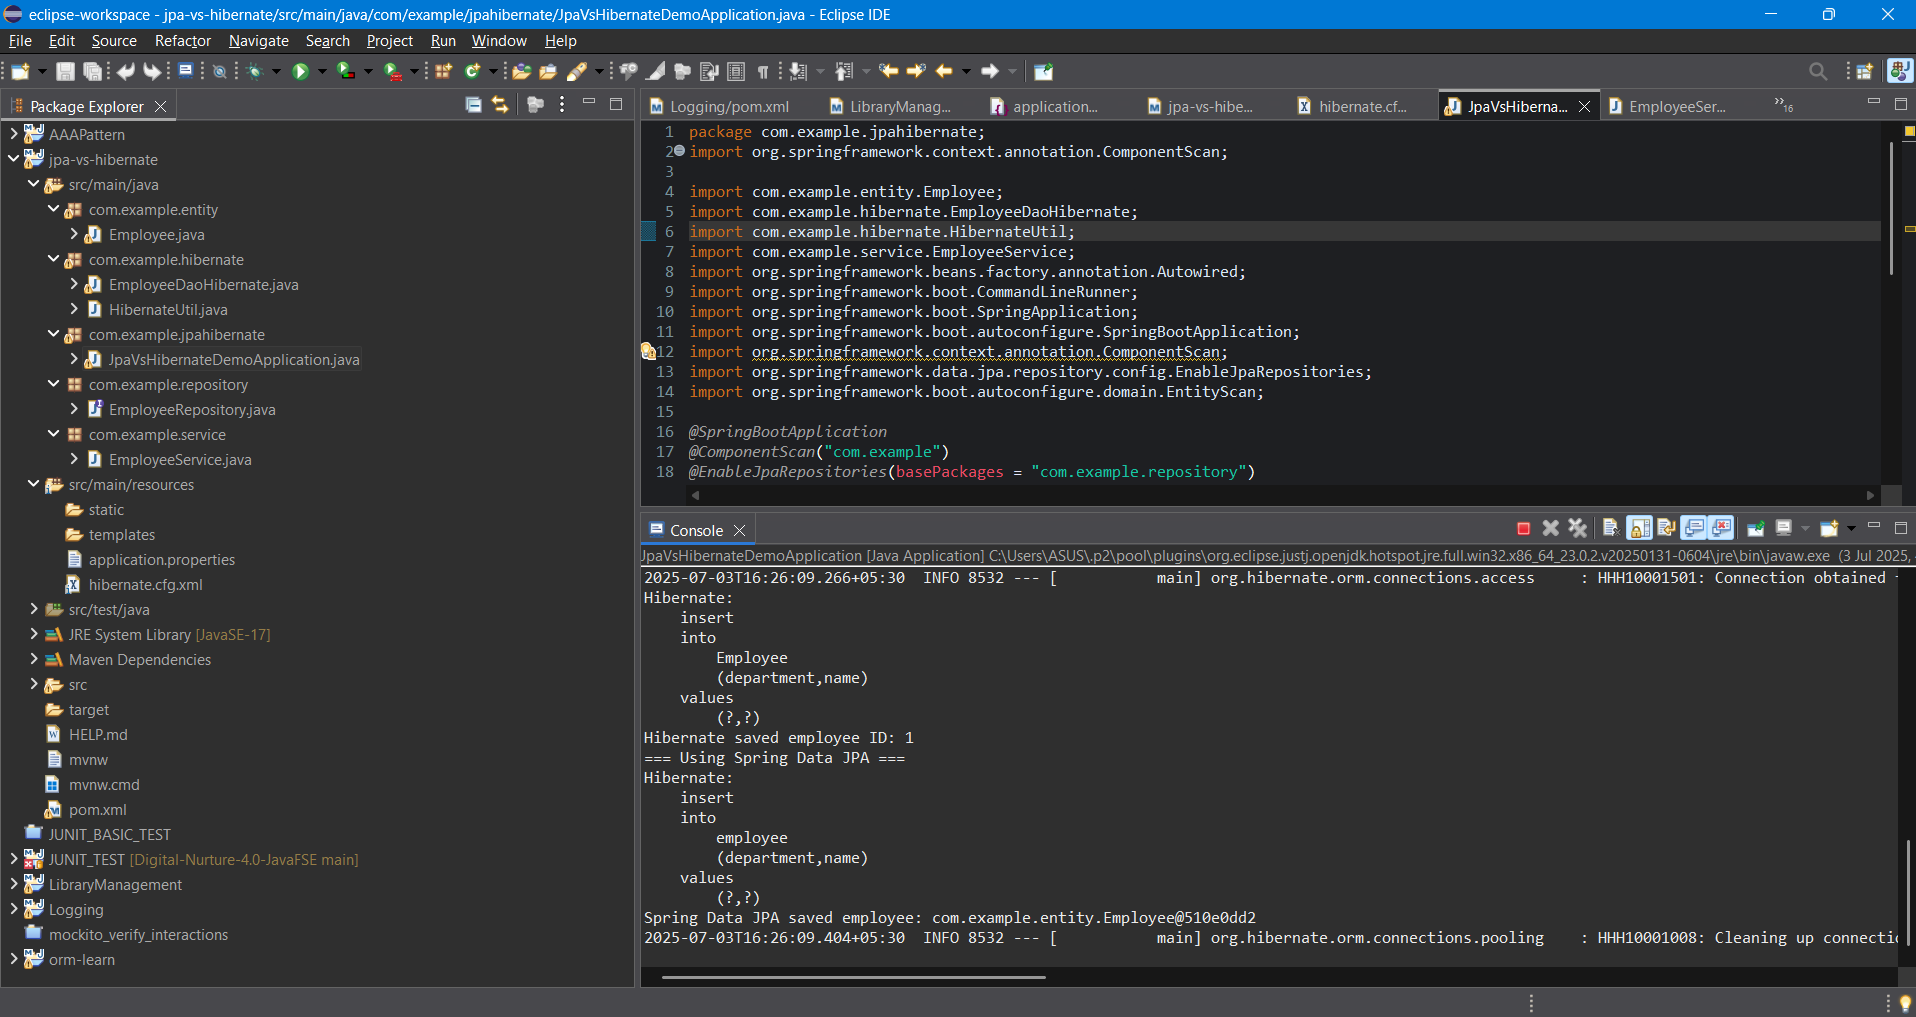 eclipse-workspace - jpa-vs-hibernate/src/main/java/com/example/jpahibernate/JpaVsHibernateDemoApplication.java - Eclipse IDE
File Edit Source Refactor Navigate Search Project Run Window Help
Package Explorer
AAAPattern
jpa-vs-hibernate
src/main/java
com.example.entity
Employee.java
com.example.hibernate
EmployeeDaoHibernate.java
HibernateUtil.java
com.example.jpahibernate
JpaVsHibernateDemoApplication.java
com.example.repository
EmployeeRepository.java
com.example.service
EmployeeService.java
src/main/resources
static
templates
application.properties
hibernate.cfg.xml
src/test/java
JRE System Library [JavaSE-17]
Maven Dependencies
src
target
HELP.md
mvnw
mvnw.cmd
pom.xml
JUNIT_BASIC_TEST
JUNIT_TEST [Digital-Nurture-4.0-JavaFSE main]
LibraryManagement
Logging
mockito_verify_interactions
orm-learn
Logging/pom.xml LibraryManag... application... jpa-vs-hibe... hibernate.cf... JpaVsHiberna... EmployeeSer... »16
1 package com.example.jpahibernate;
2 import org.springframework.context.annotation.ComponentScan;
3
4 import com.example.entity.Employee;
5 import com.example.hibernate.EmployeeDaoHibernate;
6 import com.example.hibernate.HibernateUtil;
7 import com.example.service.EmployeeService;
8 import org.springframework.beans.factory.annotation.Autowired;
9 import org.springframework.boot.CommandLineRunner;
10 import org.springframework.boot.SpringApplication;
11 import org.springframework.boot.autoconfigure.SpringBootApplication;
12 import org.springframework.context.annotation.ComponentScan;
13 import org.springframework.data.jpa.repository.config.EnableJpaRepositories;
14 import org.springframework.boot.autoconfigure.domain.EntityScan;
15
16 @SpringBootApplication
17 @ComponentScan("com.example")
18 @EnableJpaRepositories(basePackages = "com.example.repository")
Console
JpaVsHibernateDemoApplication [Java Application] C:\Users\ASUS\.p2\pool\plugins\org.eclipse.justj.openjdk.hotspot.jre.full.win32.x86_64_23.0.2.v20250131-0604\jre\bin\javaw.exe (3 Jul 2025,
2025-07-03T16:26:09.266+05:30  INFO 8532 --- [           main] org.hibernate.orm.connections.access     : HHH10001501: Connection obtained
Hibernate:
insert
into
Employee
(department,name)
values
(?,?)
Hibernate saved employee ID: 1
=== Using Spring Data JPA ===
Hibernate:
insert
into
employee
(department,name)
values
(?,?)
Spring Data JPA saved employee: com.example.entity.Employee@510e0dd2
2025-07-03T16:26:09.404+05:30  INFO 8532 --- [           main] org.hibernate.orm.connections.pooling    : HHH10001008: Cleaning up connectic